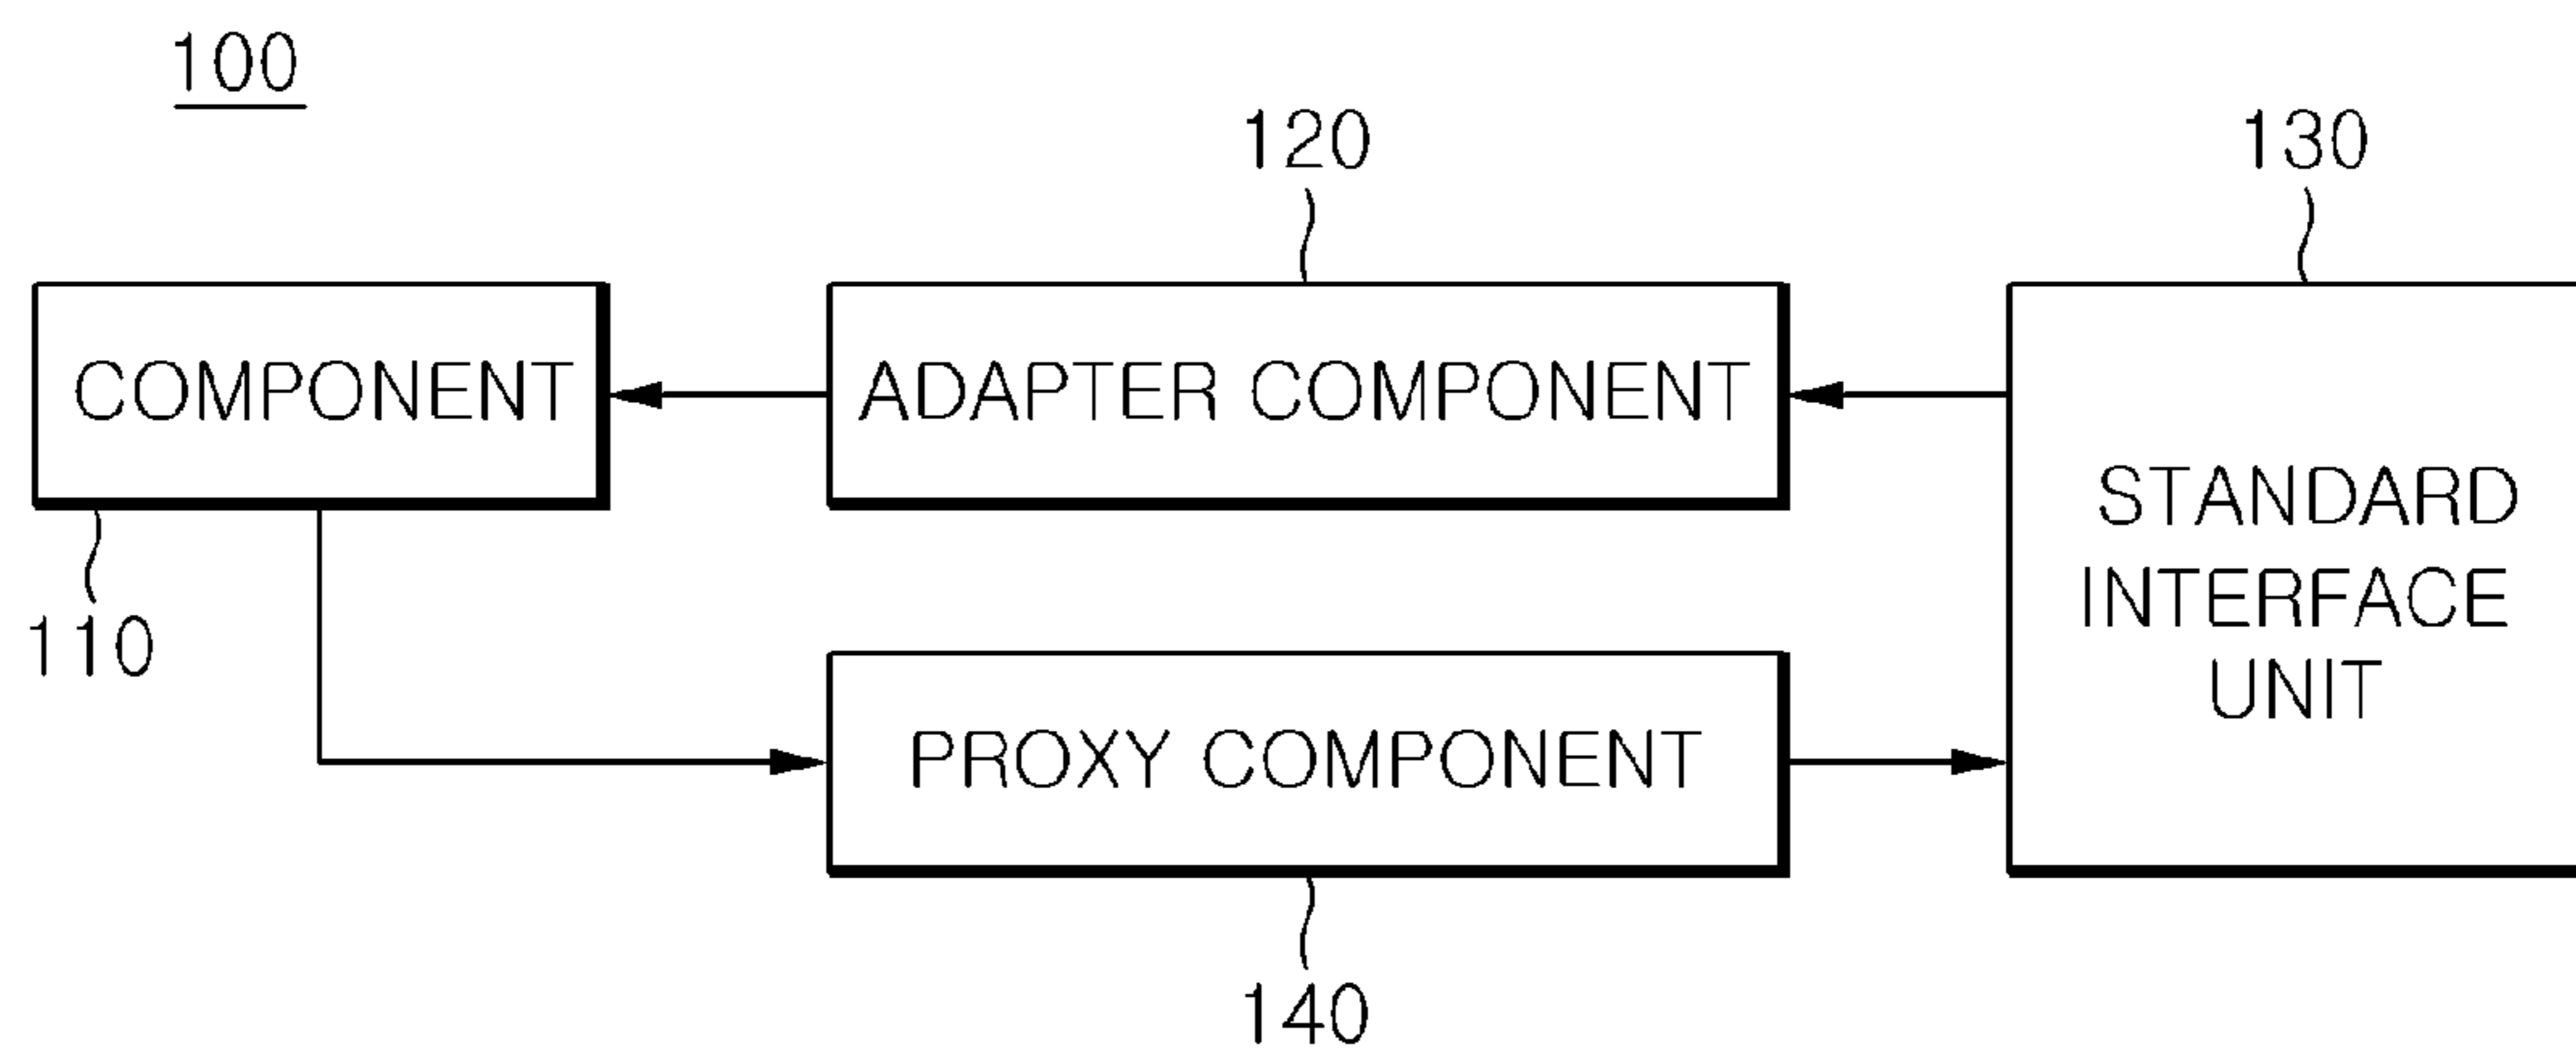 100
120
130
COMPONENT
ADAPTER COMPONENT
STANDARD
INTERFACE
UNIT
110
PROXY COMPONENT
140